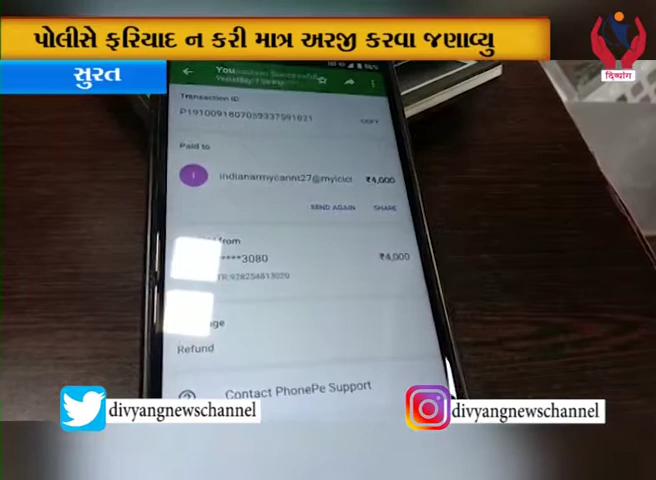 પોલીસે ફરિયાદ ન કરી માત્ર અરજી કરવા જણાવ્યુ
સુરત
दिव्यांग
Transaction ID
COPY
Paid to
indianarmycannt27@myicici
₹4,000
SEND AGAIN
SHARE
from
****3080
₹4,000
Refund
Contact PhonePe Support
divyangnewschannel
divyangnewschannel